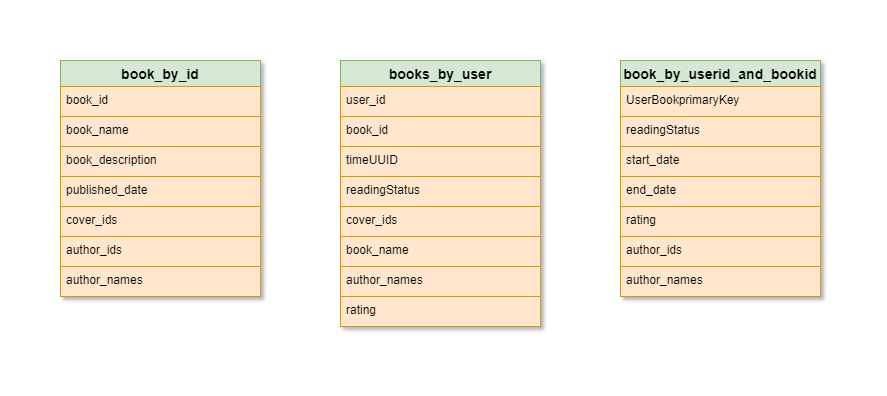 book_by_id
book_id
book_name
book_description
published_date
cover_ids
author_ids
author_names
books_by_user
user_id
book_id
timeUUID
readingStatus
cover_ids
book_name
author_names
rating
book_by_userid_and_bookid
UserBookprimaryKey
readingStatus
start_date
end_date
rating
author_ids
author_names